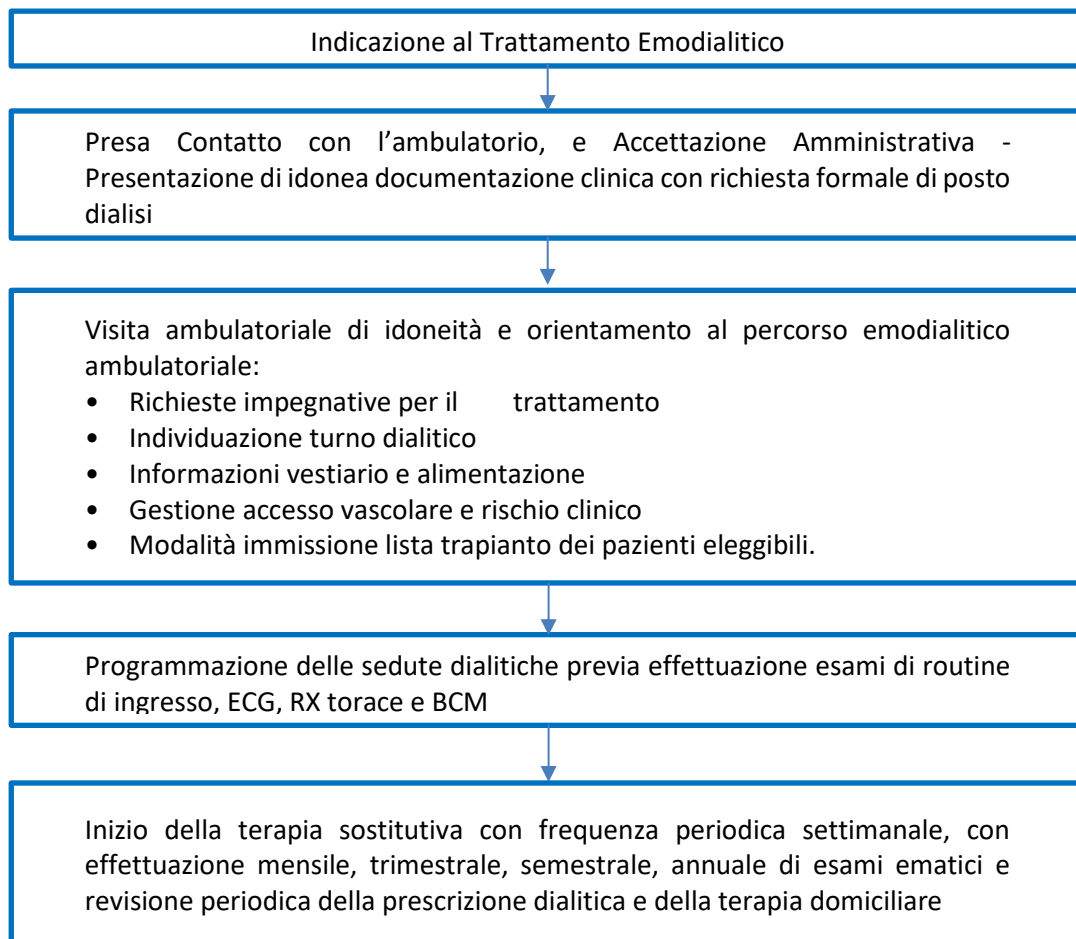 Indicazione al Trattamento Emodialitico
Presa Contatto con l'ambulatorio, e Accettazione Amministrativa -
Presentazione di idonea documentazione clinica con richiesta formale di posto
dialisi
Visita ambulatoriale di idoneità e orientamento al percorso emodialitico
ambulatoriale:
• Richieste impegnative per il trattamento
• Individuazione turno dialitico
• Informazioni vestiario e alimentazione
• Gestione accesso vascolare e rischio clinico
• Modalità immissione lista trapianto dei pazienti eleggibili.
Programmazione delle sedute dialitiche previa effettuazione esami di routine
di ingresso, ECG, RX torace e BCM
Inizio della terapia sostitutiva con frequenza periodica settimanale, con
effettuazione mensile, trimestrale, semestrale, annuale di esami ematici e
revisione periodica della prescrizione dialitica e della terapia domiciliare